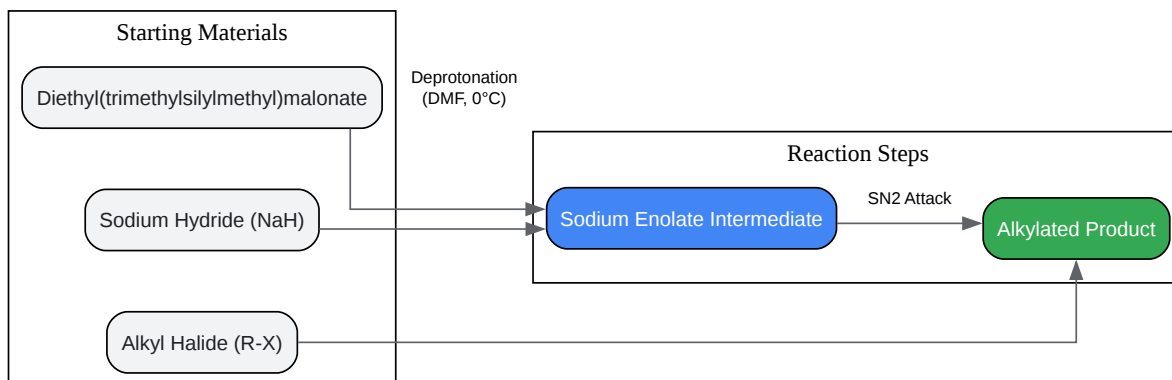 Starting Materials
Diethyl(trimethylsilylmethyl)malonate
Deprotonation
(DMF, 0°C)
Reaction Steps
Sodium Hydride (NaH)
Sodium Enolate Intermediate
SN2 Attack
Alkylated Product
Alkyl Halide (R-X)